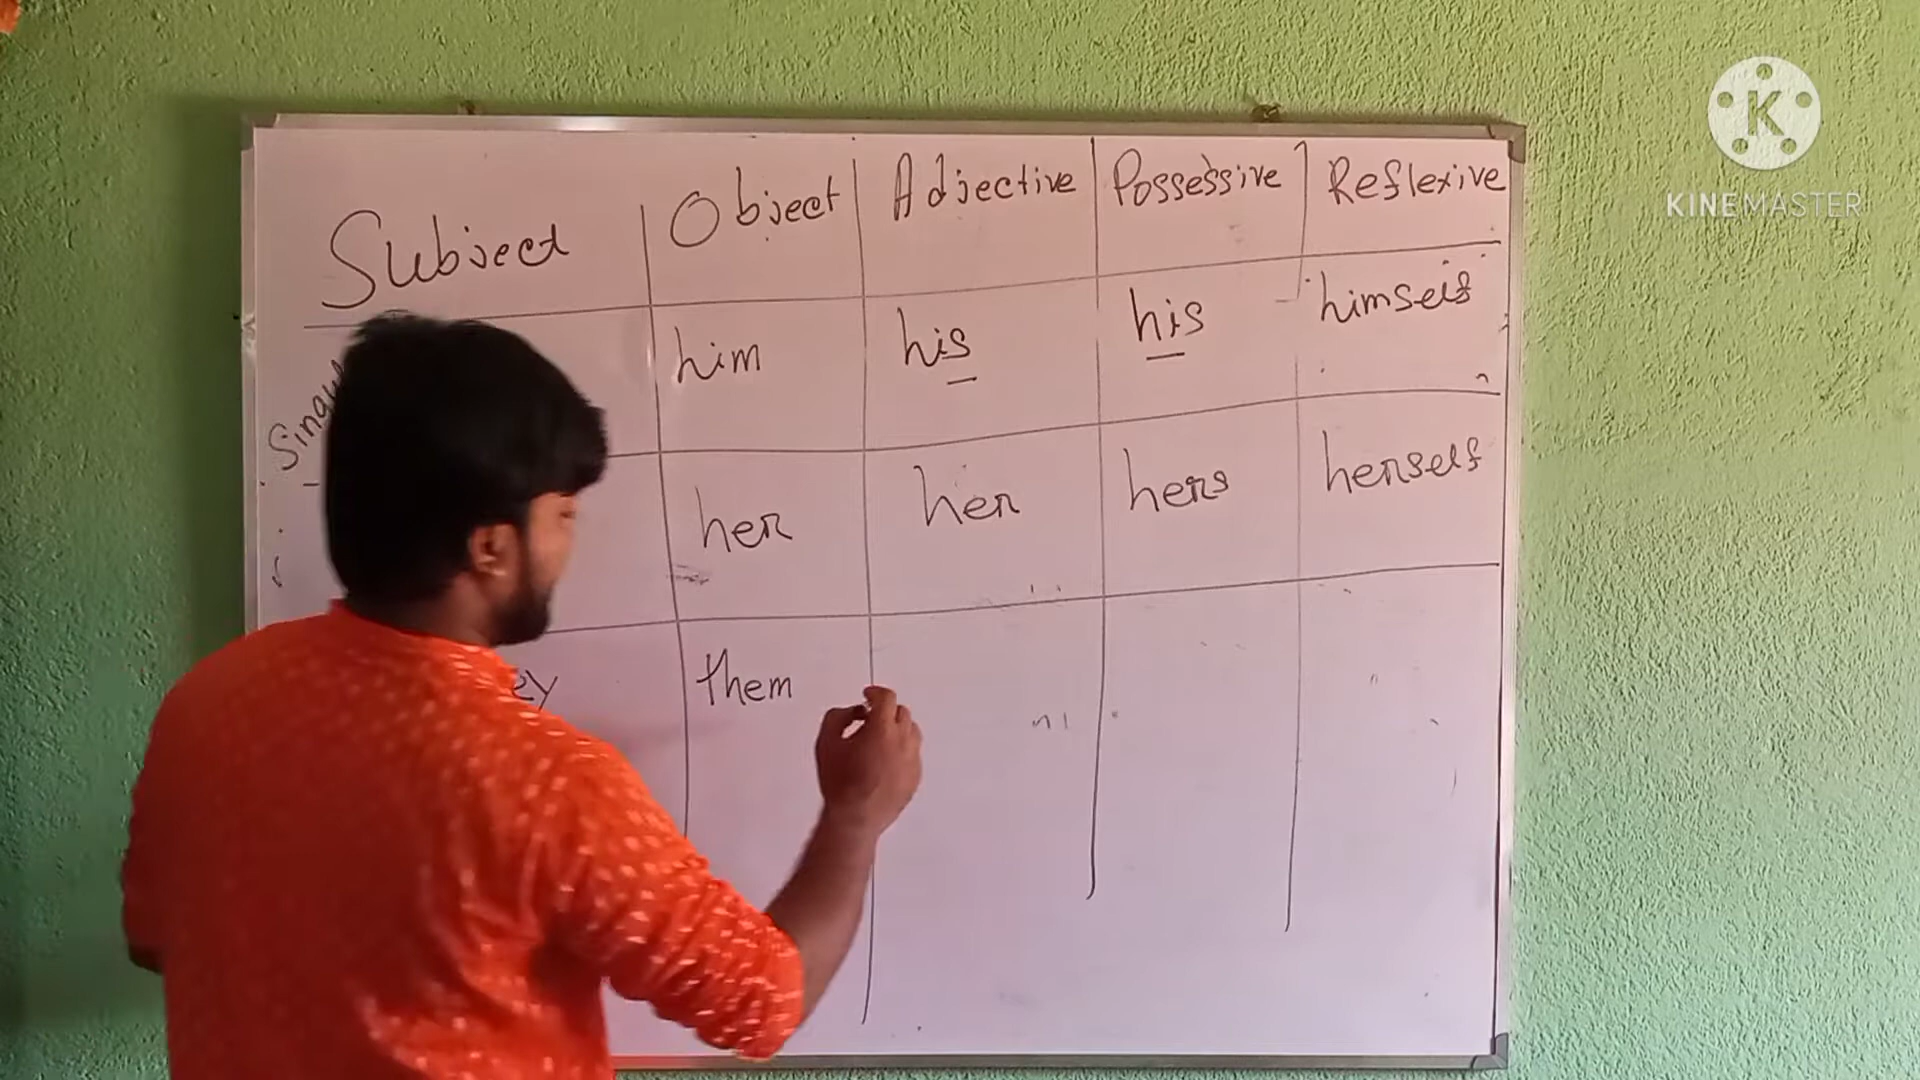 Subject Object Adjective Possessive Reflexive
him his his himself
her her hers herself
them
KINEMASTER